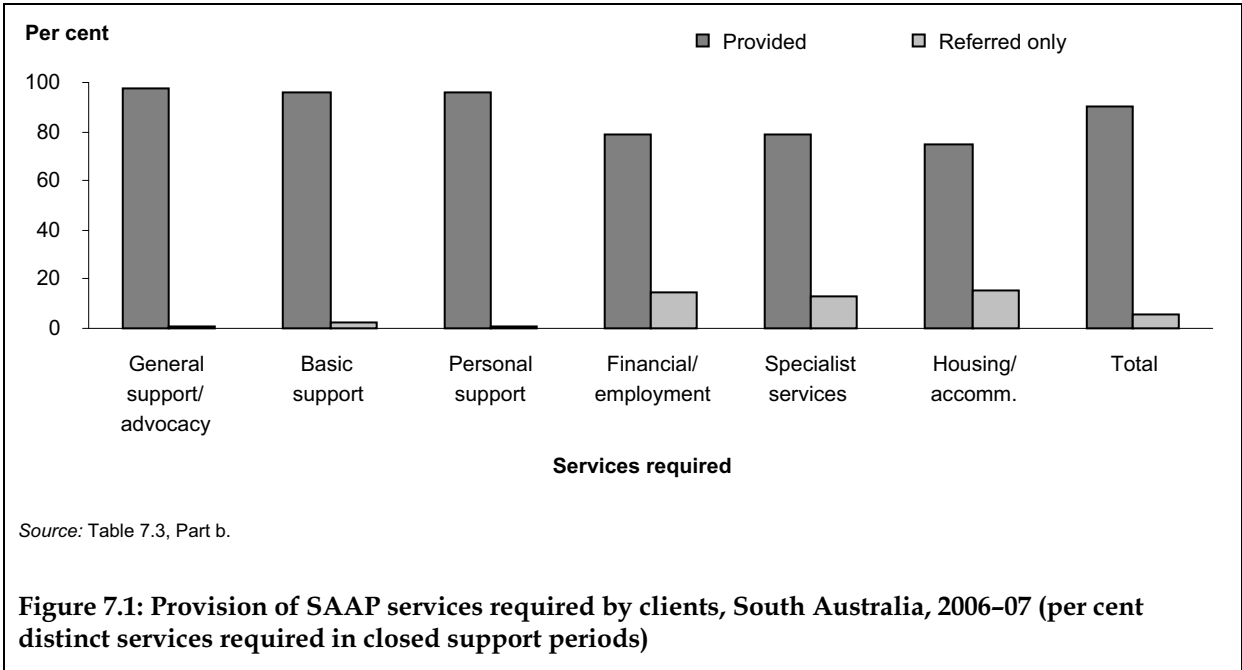 Per cent
Provided Referred only
100
80
60
40
20
0
General support/ advocacy
Basic support
Personal support
Financial/ employment
Specialist services
Housing/ accomm.
Total
Services required
Source: Table 7.3, Part b.
Figure 7.1: Provision of SAAP services required by clients, South Australia, 2006–07 (per cent
distinct services required in closed support periods)